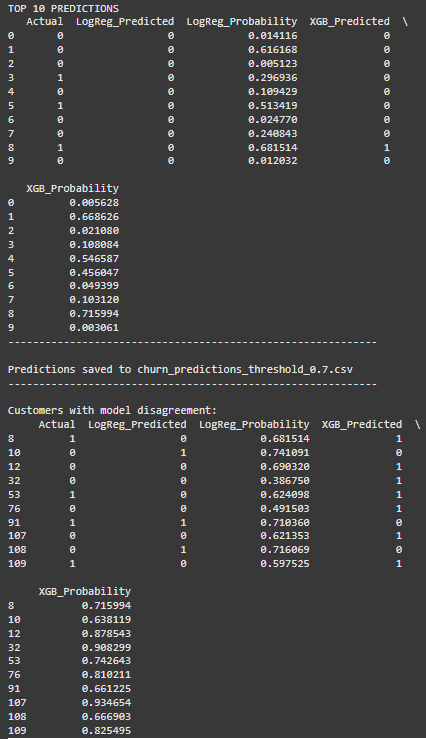 TOP 10 PREDICTIONS
Actual LogReg_Predicted LogReg_Probability XGB_Predicted \
0 0 0 0.014116 0
1 0 0 0.616168 0
2 0 0 0.005123 0
3 1 0 0.296936 0
4 0 0 0.109429 0
5 1 0 0.513419 0
6 0 0 0.024770 0
7 0 0 0.240843 0
8 1 0 0.681514 1
9 0 0 0.012032 0
XGB_Probability
0 0.005628
1 0.668626
2 0.021080
3 0.108084
4 0.546587
5 0.456047
6 0.049399
7 0.103120
8 0.715994
9 0.003061
------------------------------------------------------------
Predictions saved to churn_predictions_threshold_0.7.csv
------------------------------------------------------------
Customers with model disagreement:
Actual LogReg_Predicted LogReg_Probability XGB_Predicted \
8 1 0 0.681514 1
10 0 1 0.741091 0
12 0 0 0.690320 1
32 0 0 0.386750 1
53 1 0 0.624098 1
76 0 0 0.491503 1
91 1 1 0.710360 0
107 0 0 0.621353 1
108 0 1 0.716069 0
109 1 0 0.597525 1
XGB_Probability
8 0.715994
10 0.638119
12 0.878543
32 0.908299
53 0.742643
76 0.810211
91 0.661225
107 0.934654
108 0.666903
109 0.825495